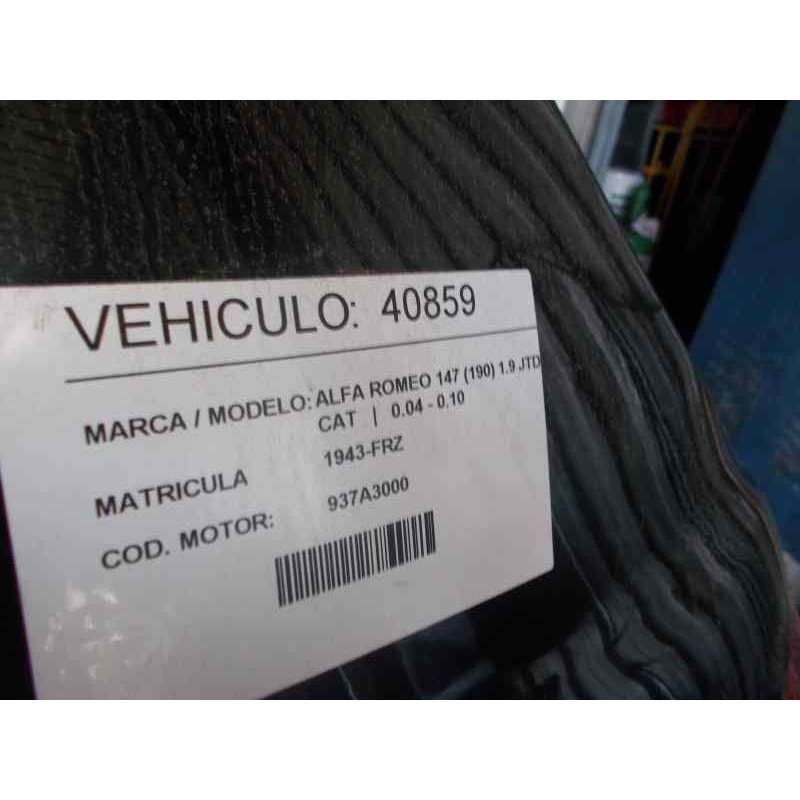 VEHICULO: 40859
MARCA / MODELO: ALFA ROMEO 147 (190) 1.9 JTD
CAT | 0.04 - 0.10
MATRICULA 1943-FRZ
COD. MOTOR: 937A3000